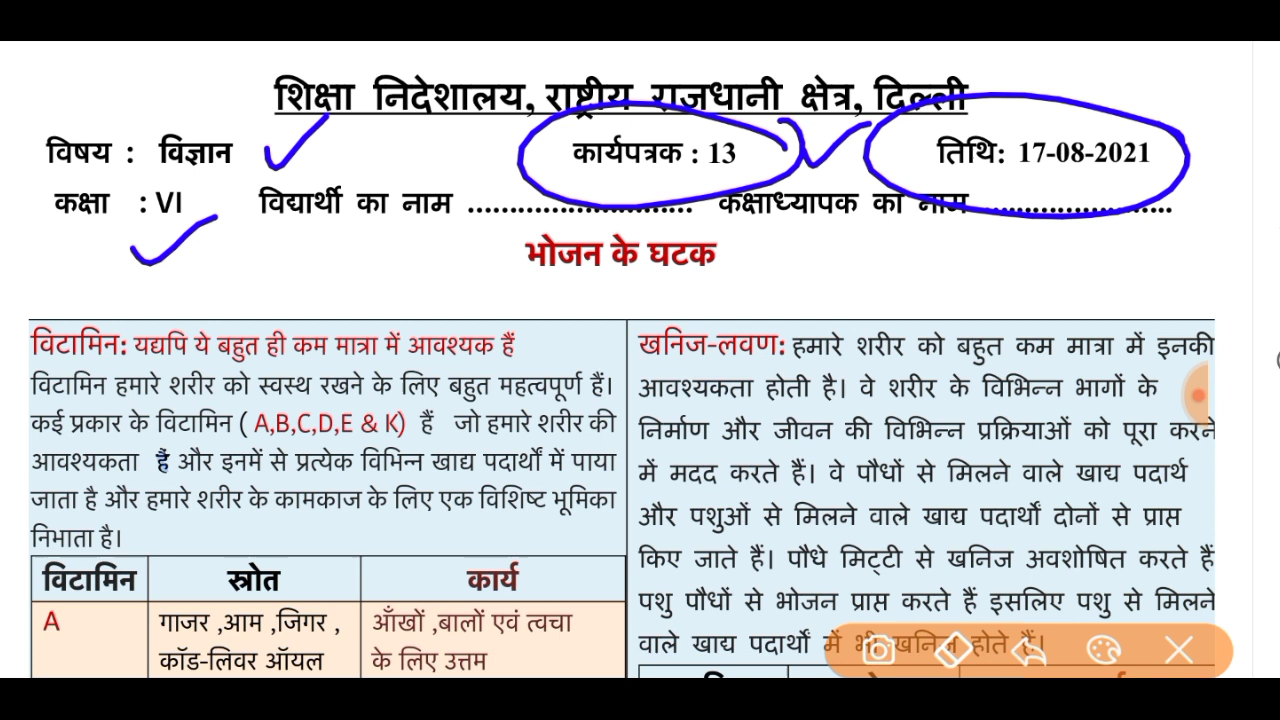 शिक्षा निदेशालय, राष्ट्रीय राजधानी क्षेत्र, दिल्ली
विषय : विज्ञान कार्यपत्रक : 13 तिथि: 17-08-2021
कक्षा : VI विद्यार्थी का नाम ........................... कक्षाध्यापक का नाम........................
भोजन के घटक
विटामिन: यद्यपि ये बहुत ही कम मात्रा में आवश्यक हैं
विटामिन हमारे शरीर को स्वस्थ रखने के लिए बहुत महत्वपूर्ण हैं।
कई प्रकार के विटामिन ( A,B,C,D,E & K) हैं जो हमारे शरीर की
आवश्यकता हैं और इनमें से प्रत्येक विभिन्न खाद्य पदार्थों में पाया
जाता है और हमारे शरीर के कामकाज के लिए एक विशिष्ट भूमिका
निभाता है।
विटामिन स्रोत कार्य
A गाजर ,आम ,जिगर , आँखों ,बालों एवं त्वचा
कॉड-लिवर ऑयल के लिए उत्तम
खनिज-लवण: हमारे शरीर को बहुत कम मात्रा में इनकी
आवश्यकता होती है। वे शरीर के विभिन्न भागों के
निर्माण और जीवन की विभिन्न प्रक्रियाओं को पूरा करने
में मदद करते हैं। वे पौधों से मिलने वाले खाद्य पदार्थ
और पशुओं से मिलने वाले खाद्य पदार्थों दोनों से प्राप्त
किए जाते हैं। पौधे मिट्टी से खनिज अवशोषित करते हैं
पशु पौधों से भोजन प्राप्त करते हैं इसलिए पशु से मिलने
वाले खाद्य पदार्थों में भी खनिज होते हैं।